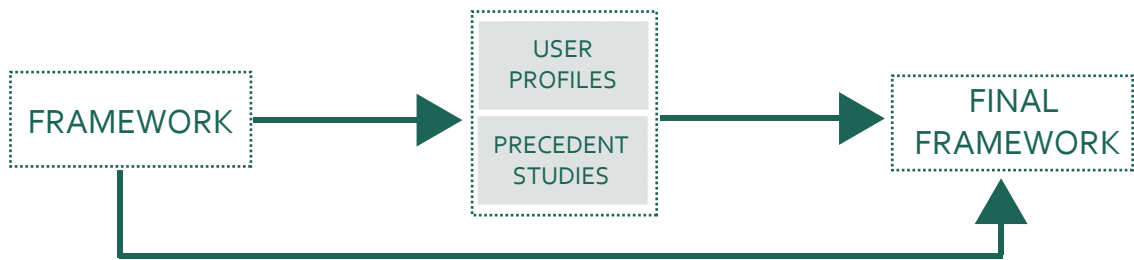 FRAMEWORK
USER
PROFILES
PRECEDENT
STUDIES
FINAL
FRAMEWORK